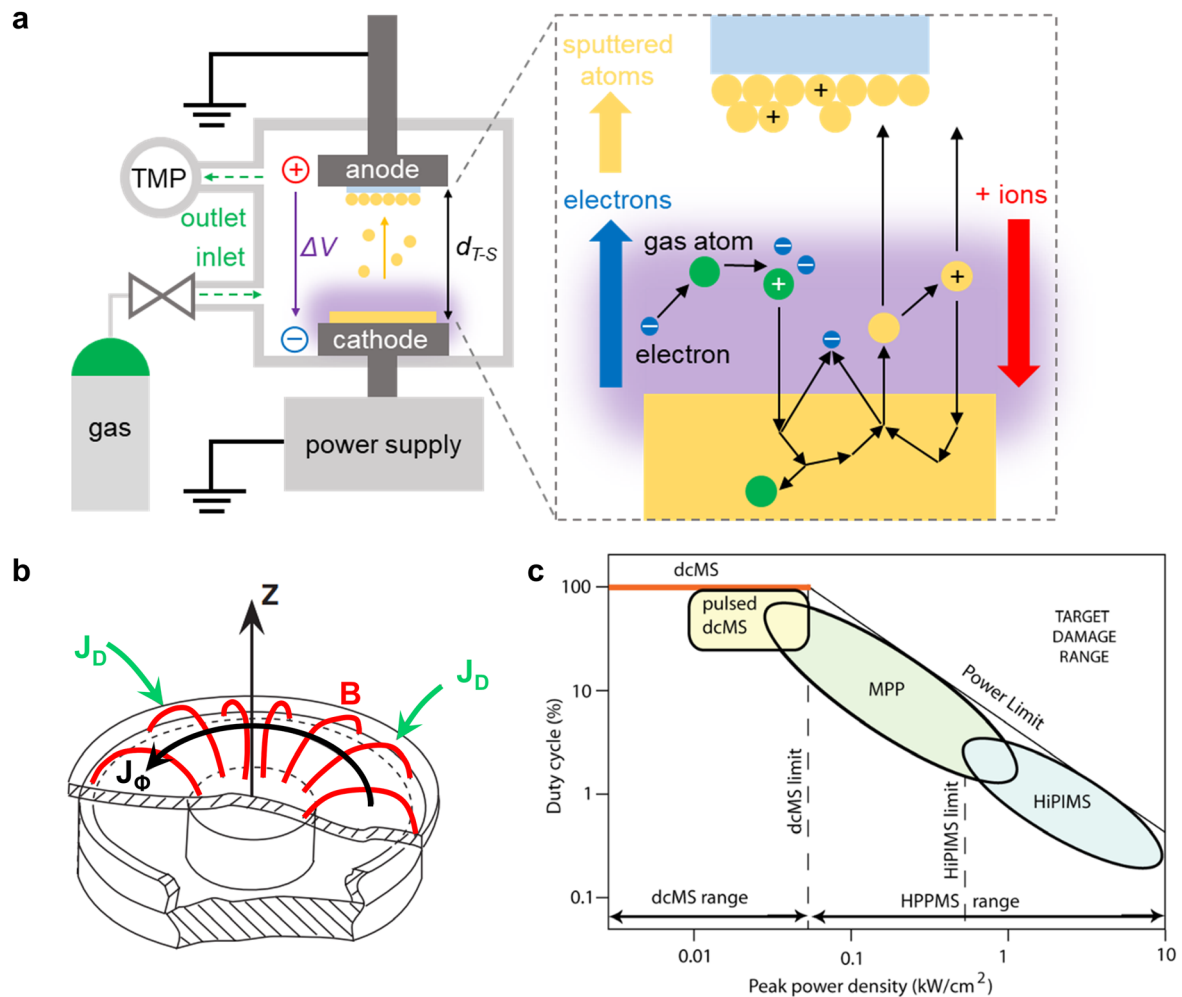 a
sputtered
atoms
+
+
anode
+
TMP
outlet
inlet
ΔV
d_T-S
electrons
+ ions
gas atom
−
−
+
+
−
−
electron
−
cathode
gas
power supply
b
Z
J_D
J_D
B
J_Φ
c
dcMS
100
pulsed
dcMS
TARGET
DAMAGE
RANGE
MPP
Power Limit
10
Duty cycle (%)
dcMS limit
HiPIMS limit
HiPIMS
1
0.1
dcMS range
HPPMS range
0.01
0.1
1
10
Peak power density (kW/cm²)